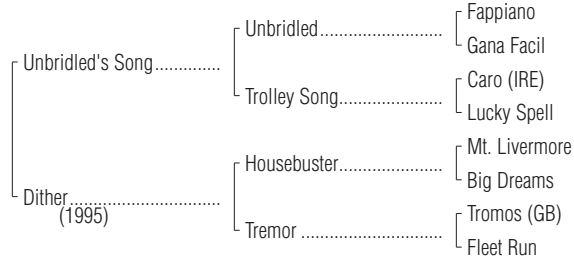 Fappiano
Unbridled..............................
Gana Facil
Unbridled's Song..............
Caro (IRE)
Trolley Song..........................
Lucky Spell
Mt. Livermore
Housebuster..........................
Big Dreams
Dither................................
(1995)
Tromos (GB)
Tremor ..................................
Fleet Run